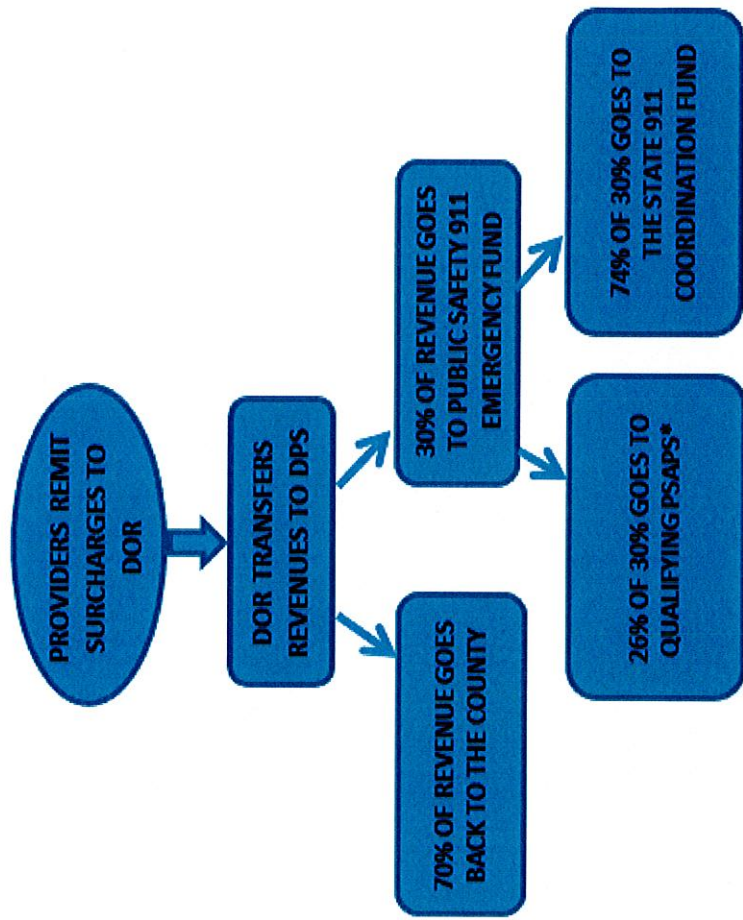 PROVIDERS REMIT
SURCHARGES TO
DOR
DOR TRANSFERS
REVENUES TO DPS
70% OF REVENUE GOES
BACK TO THE COUNTY
30% OF REVENUE GOES
TO PUBLIC SAFETY 911
EMERGENCY FUND
26% OF 30% GOES TO
QUALIFYING PSAPS*
74% OF 30% GOES TO
THE STATE 911
COORDINATION FUND